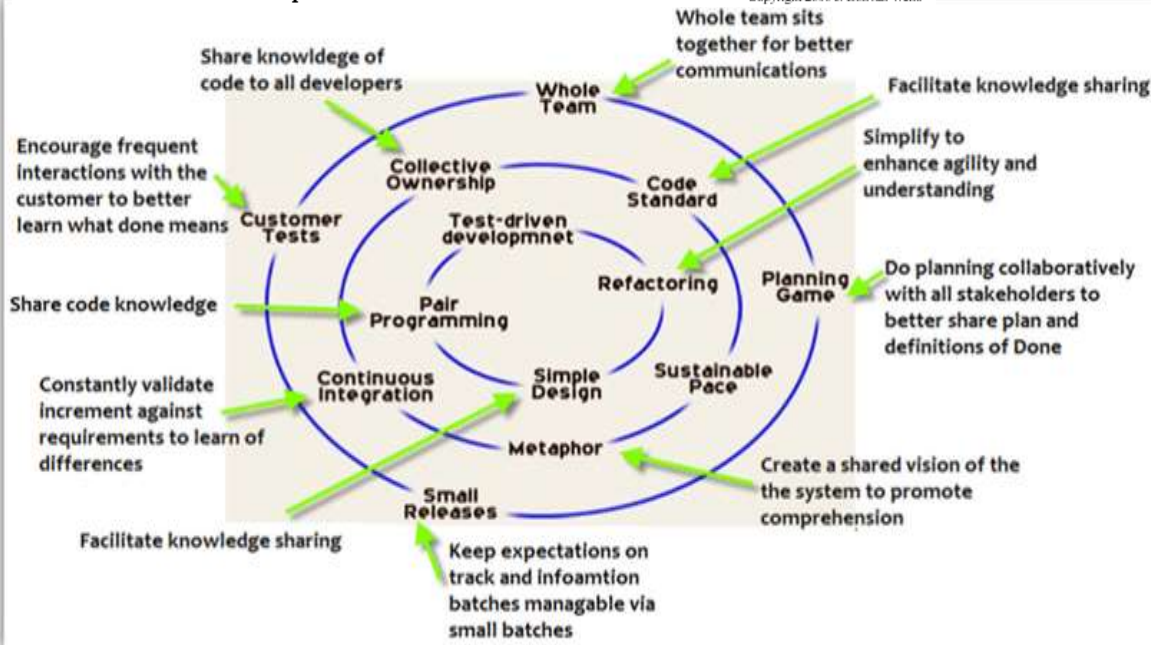 Whole team sits
together for better
communications
Share knowldege of
code to all developers
Facilitate knowledge sharing
Whole
Team
Simplify to
enhance agility and
understanding
Encourage frequent
interactions with the
customer to better
learn what done means
Collective
Ownership
Code
Standard
Customer
Tests
Test-driven
developmnet
Refactoring
Planning
Game
Do planning collaboratively
with all stakeholders to
better share plan and
definitions of Done
Share code knowledge
Pair
Programming
Constantly validate
increment against
requirements to learn of
differences
Continuous
Integration
Simple
Design
Sustainable
Pace
Metaphor
Create a shared vision of the
the system to promote
comprehension
Small
Releases
Facilitate knowledge sharing
Keep expectations on
track and infoamtion
batches managable via
small batches